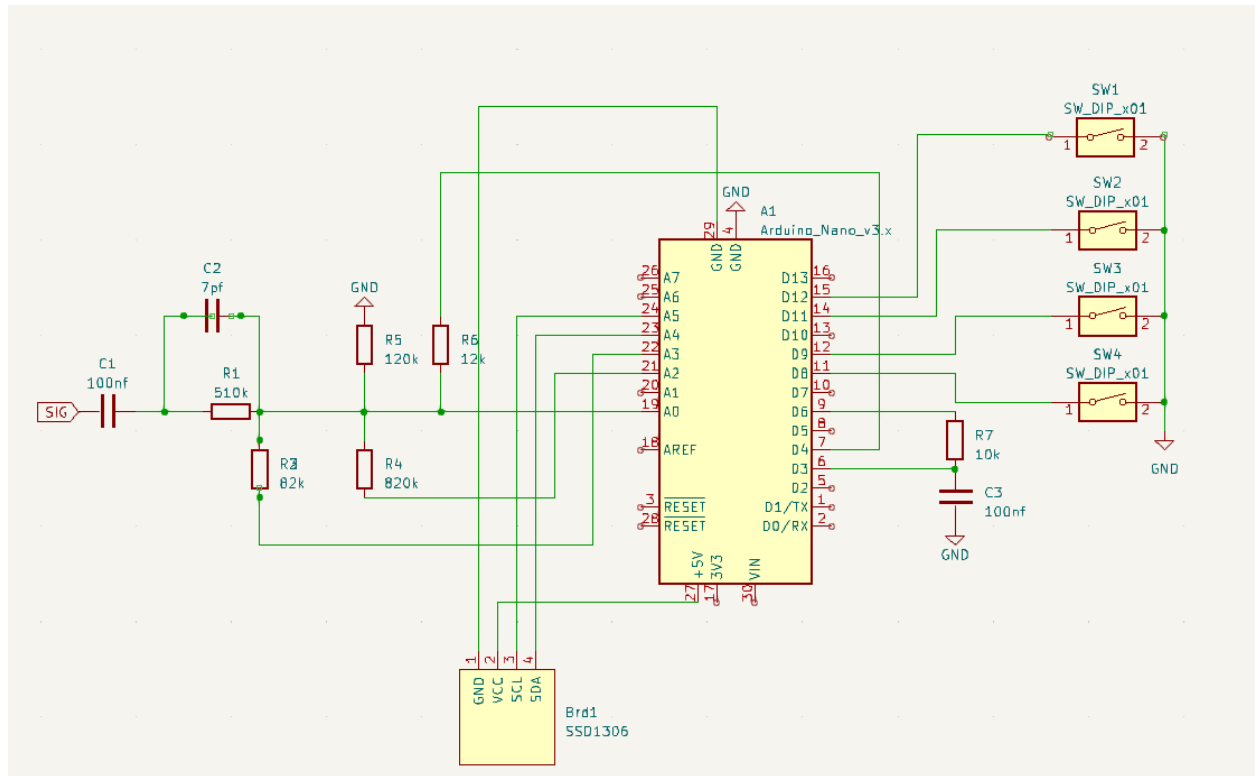 SW1
SW_DIP_x01
1
2
GND
A1
Arduino_Nano_v3.x
29
4
GND
GND
SW2
SW_DIP_x01
1
2
C2
7pf
GND
26
A7
D13
16
25
A6
D12
15
24
A5
D11
14
23
A4
D10
13
22
A3
D9
12
21
A2
D8
11
20
A1
D7
10
19
A0
D6
9
D5
8
18
AREF
D4
7
D3
6
D2
5
3
RESET
D1/TX
1
28
RESET
D0/RX
2
SW3
SW_DIP_x01
1
2
R5
120k
R6
12k
C1
100nf
R1
510k
SIG
SW4
SW_DIP_x01
1
2
GND
82k
R4
820k
R7
10k
C3
100nf
GND
+5V
3V3
VIN
27
17
30
1
2
3
4
GND
VCC
SCL
SDA
Brd1
SSD1306